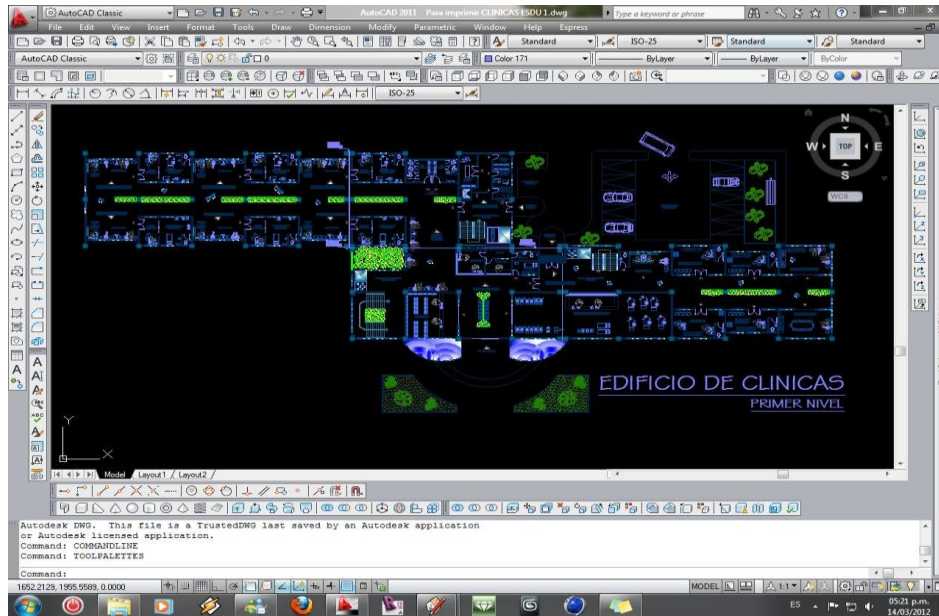 AutoCAD Classic
AutoCAD 2011 Para imprimir CLINICAS ESDU 1.dwg
Type a keyword or phrase
File Edit View Insert Format Tools Draw Dimension Modify Parametric Window Help Express
Standard ISO-25 Standard Standard
AutoCAD Classic 0 Color 171 ByLayer ByLayer ByColor
ISO-25
N
W TOP E
S
WCS
EDIFICIO DE CLINICAS
PRIMER NIVEL
Y
X
Model Layout1 Layout2
Autodesk DWG. This file is a TrustedDWG last saved by an Autodesk application
or Autodesk licensed application.
Command: COMMANDLINE
Command: TOOLPALETTES
Command:
1652.2129, 1955.5589, 0.0000 MODEL 1:1
ES 05:21 p.m.
14/03/2012